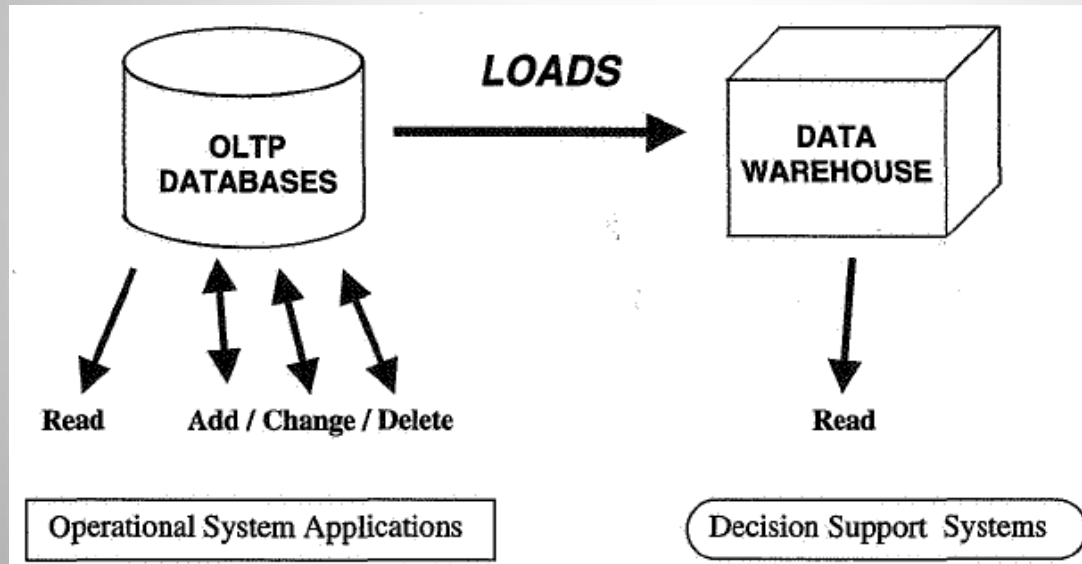 LOADS
OLTP
DATABASES
DATA
WAREHOUSE
Read
Add / Change / Delete
Read
Operational System Applications
Decision Support Systems